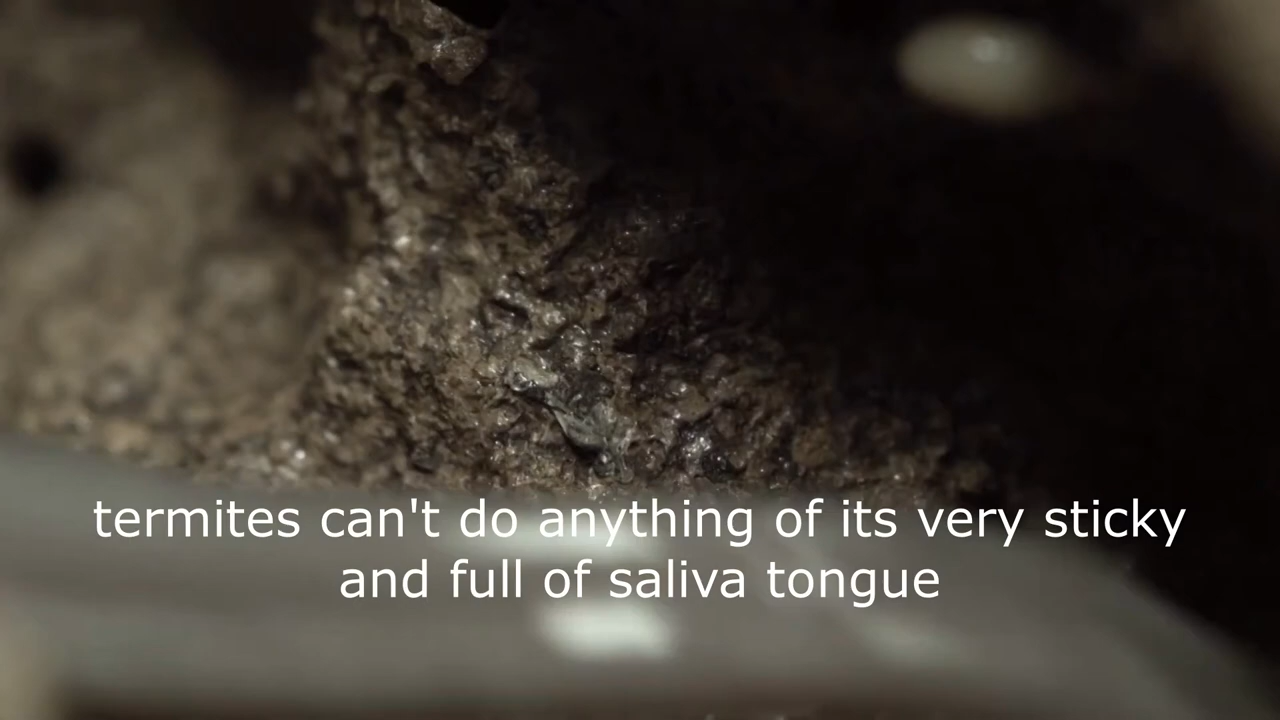 termites can't do anything of its very sticky
and full of saliva tongue